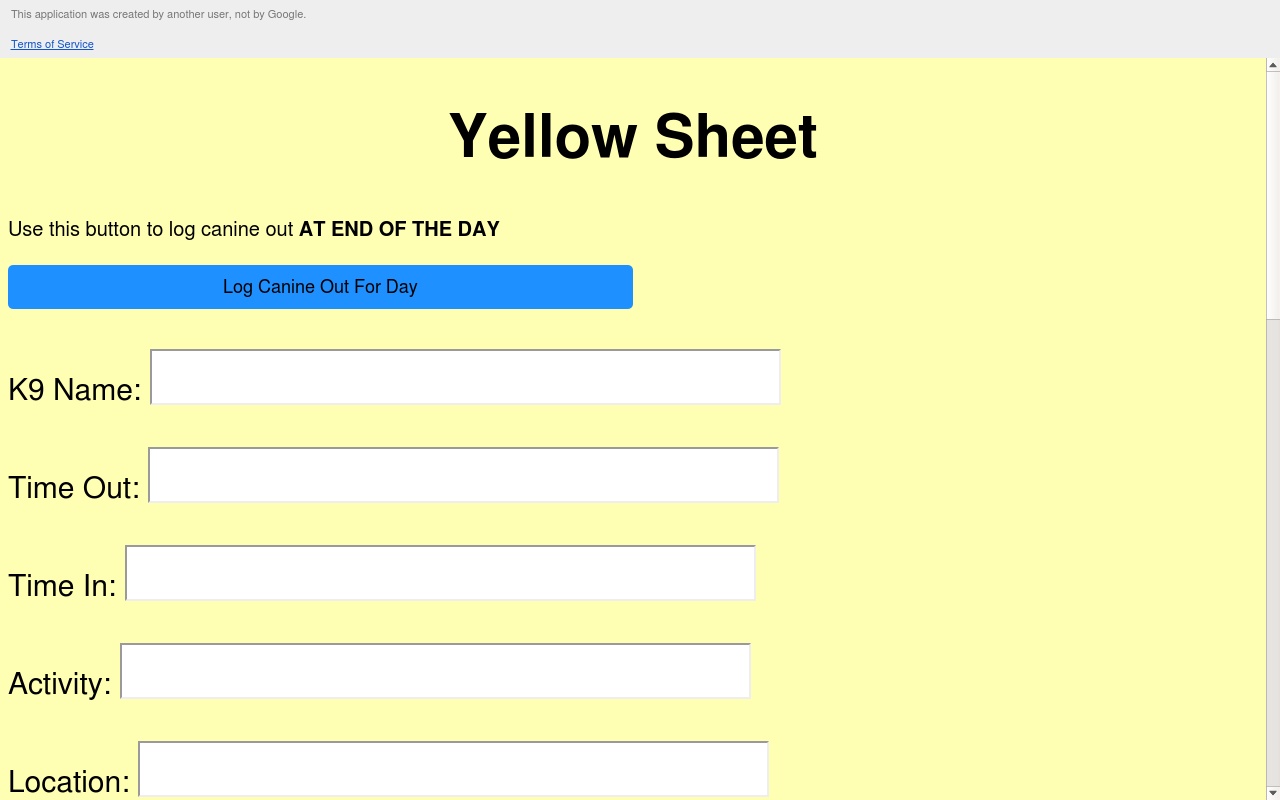 This application was created by another user, not by Google.
Terms of Service
Yellow Sheet
Use this button to log canine out AT END OF THE DAY
Log Canine Out For Day
K9 Name:
Time Out:
Time In:
Activity:
Location: